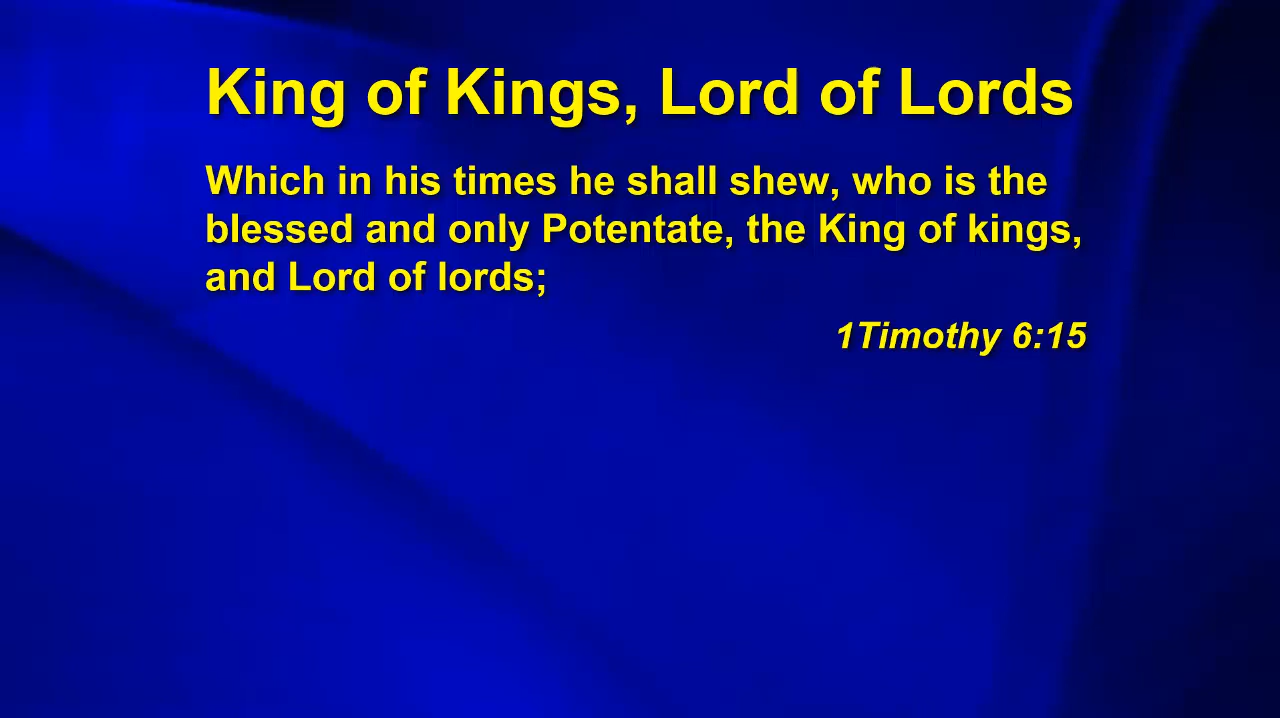 King of Kings, Lord of Lords
Which in his times he shall shew, who is the
blessed and only Potentate, the King of kings,
and Lord of lords;
1Timothy 6:15